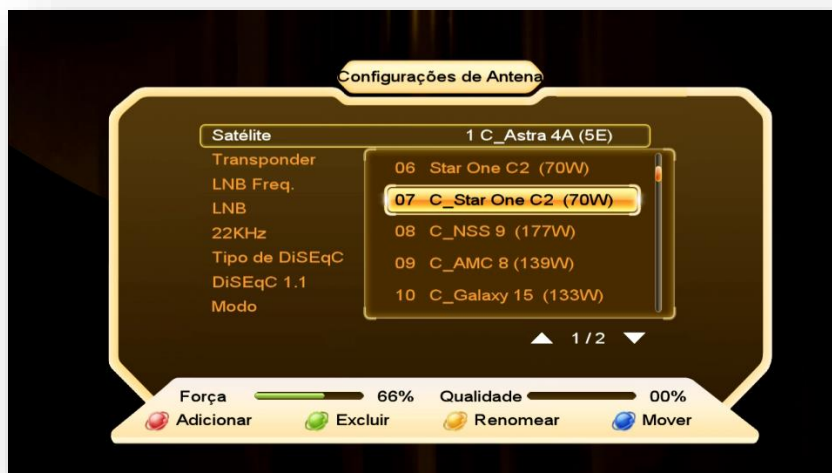 Configurações de Antena
Satélite 1 C_Astra 4A (5E)
Transponder
LNB Freq.
LNB
22KHz
Tipo de DiSEqC
DiSEqC 1.1
Modo
06 Star One C2 (70W)
07 C_Star One C2 (70W)
08 C_NSS 9 (177W)
09 C_AMC 8 (139W)
10 C_Galaxy 15 (133W)
1 / 2
Força 66% Qualidade 00%
Adicionar Excluir Renomear Mover